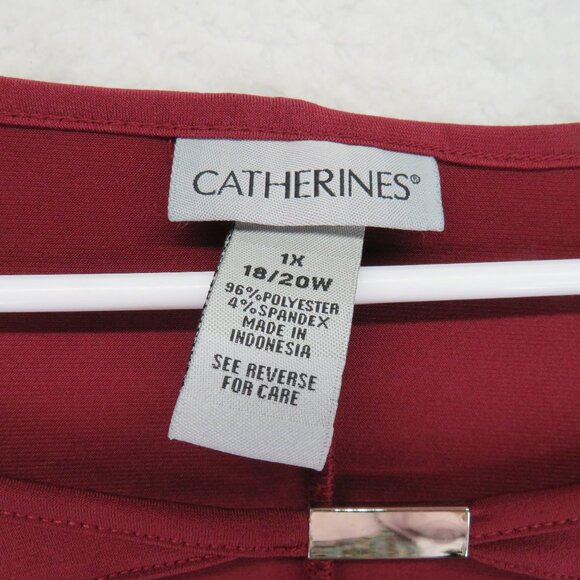 CATHERINES®
1X
18/20W
96%POLYESTER
4%SPANDEX
MADE IN
INDONESIA
SEE REVERSE
FOR CARE